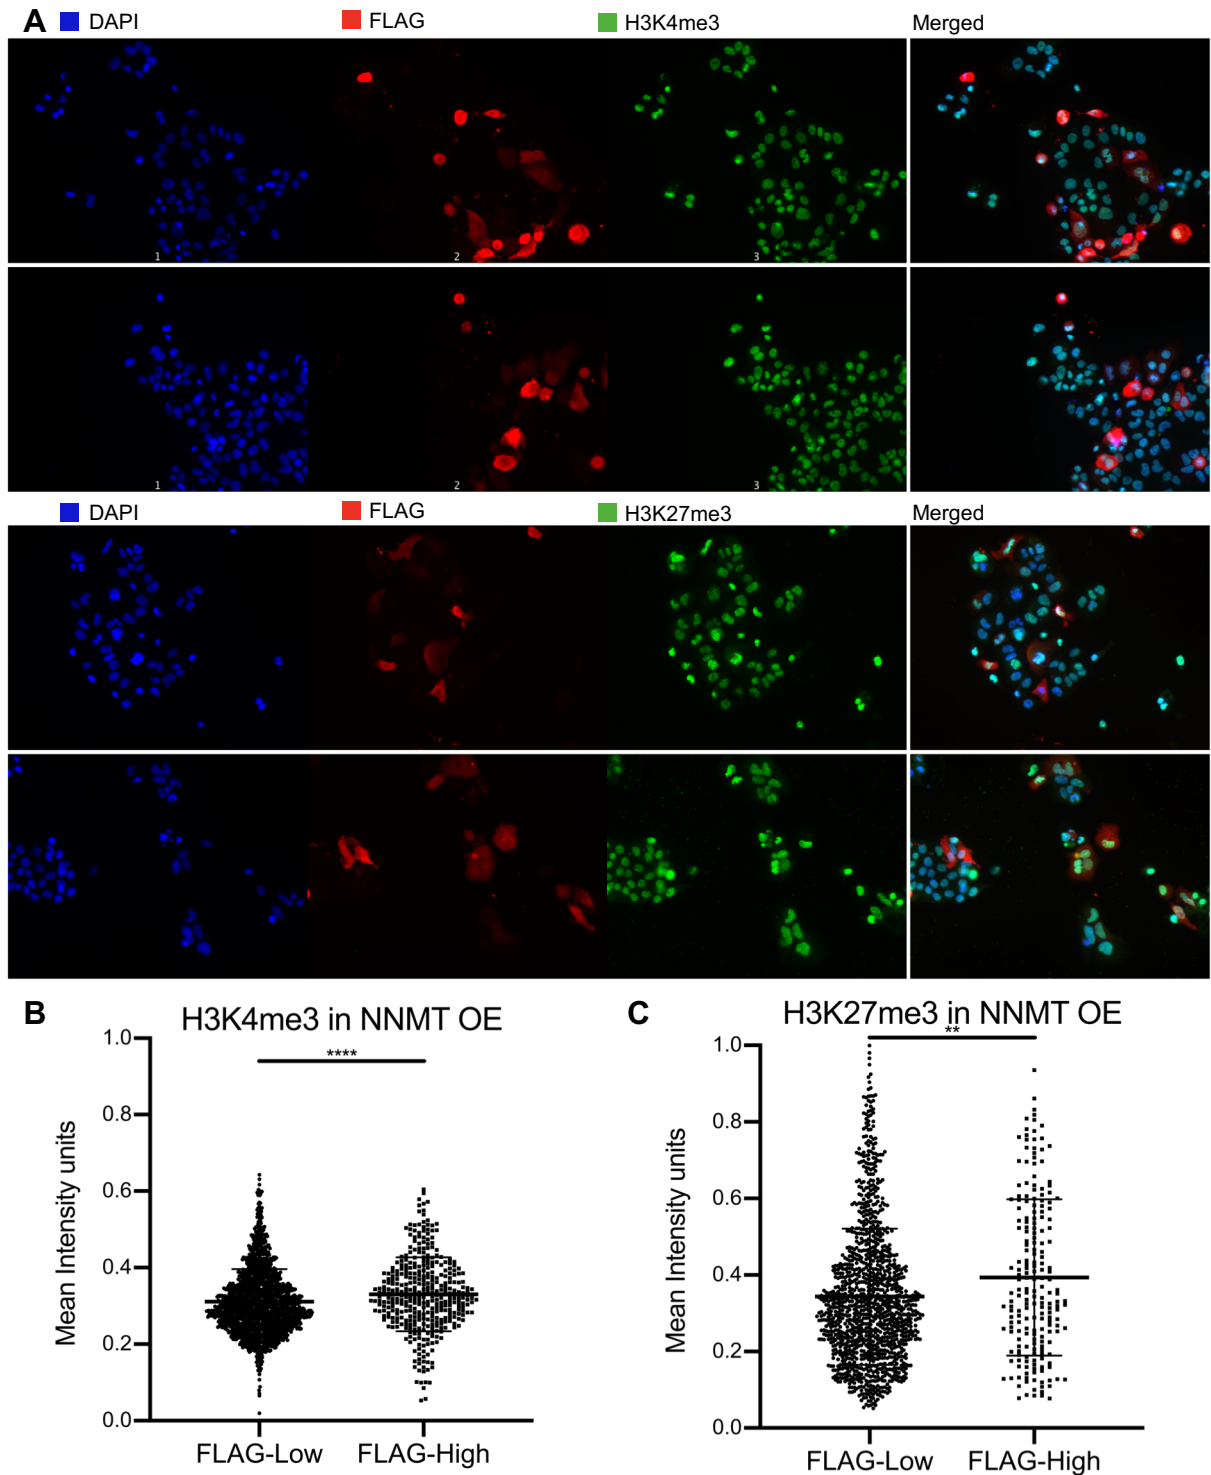 A DAPI FLAG H3K4me3 Merged
1 2 3
1 2 3
DAPI FLAG H3K27me3 Merged
B H3K4me3 in NNMT OE
****
1.0
0.8
0.6
0.4
0.2
0.0
Mean Intensity units
FLAG-Low FLAG-High
C H3K27me3 in NNMT OE
**
1.0
0.8
0.6
0.4
0.2
0.0
Mean Intensity units
FLAG-Low FLAG-High